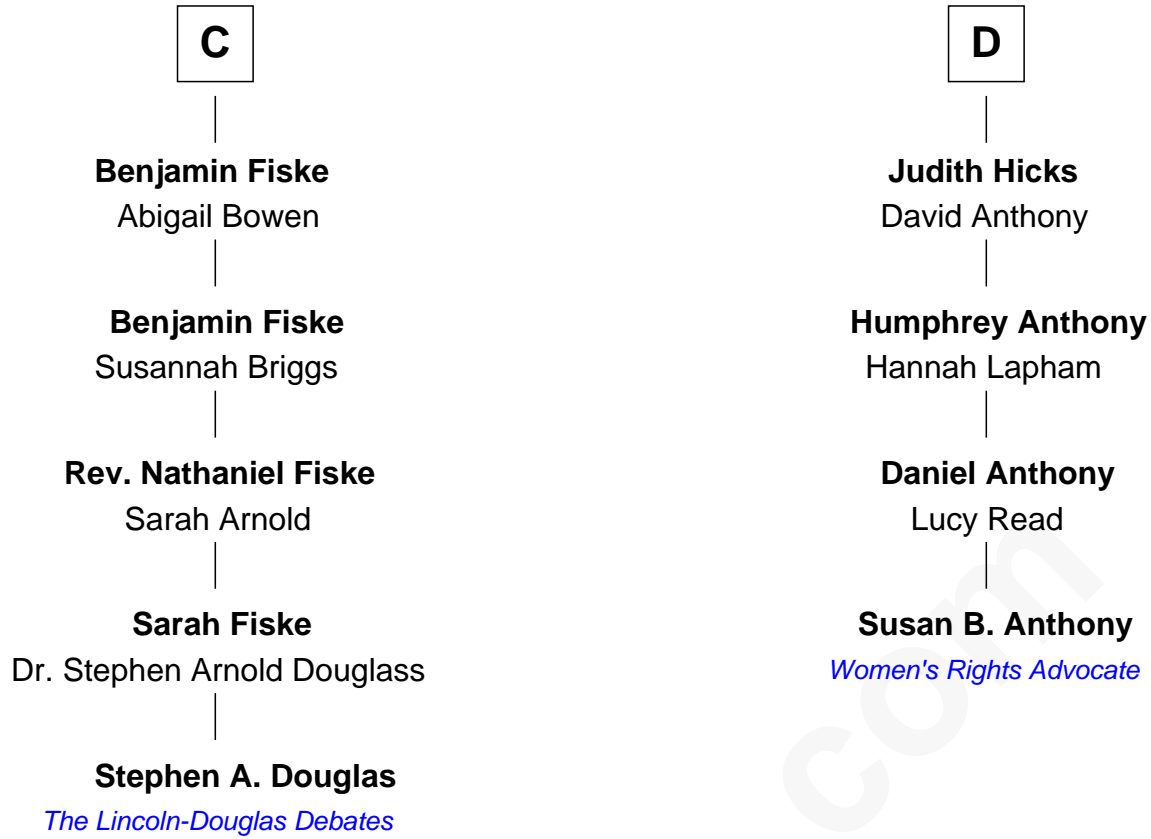 C
Benjamin Fiske
Abigail Bowen
Benjamin Fiske
Susannah Briggs
Rev. Nathaniel Fiske
Sarah Arnold
Sarah Fiske
Dr. Stephen Arnold Douglass
Stephen A. Douglas
The Lincoln-Douglas Debates
D
Judith Hicks
David Anthony
Humphrey Anthony
Hannah Lapham
Daniel Anthony
Lucy Read
Susan B. Anthony
Women's Rights Advocate
com